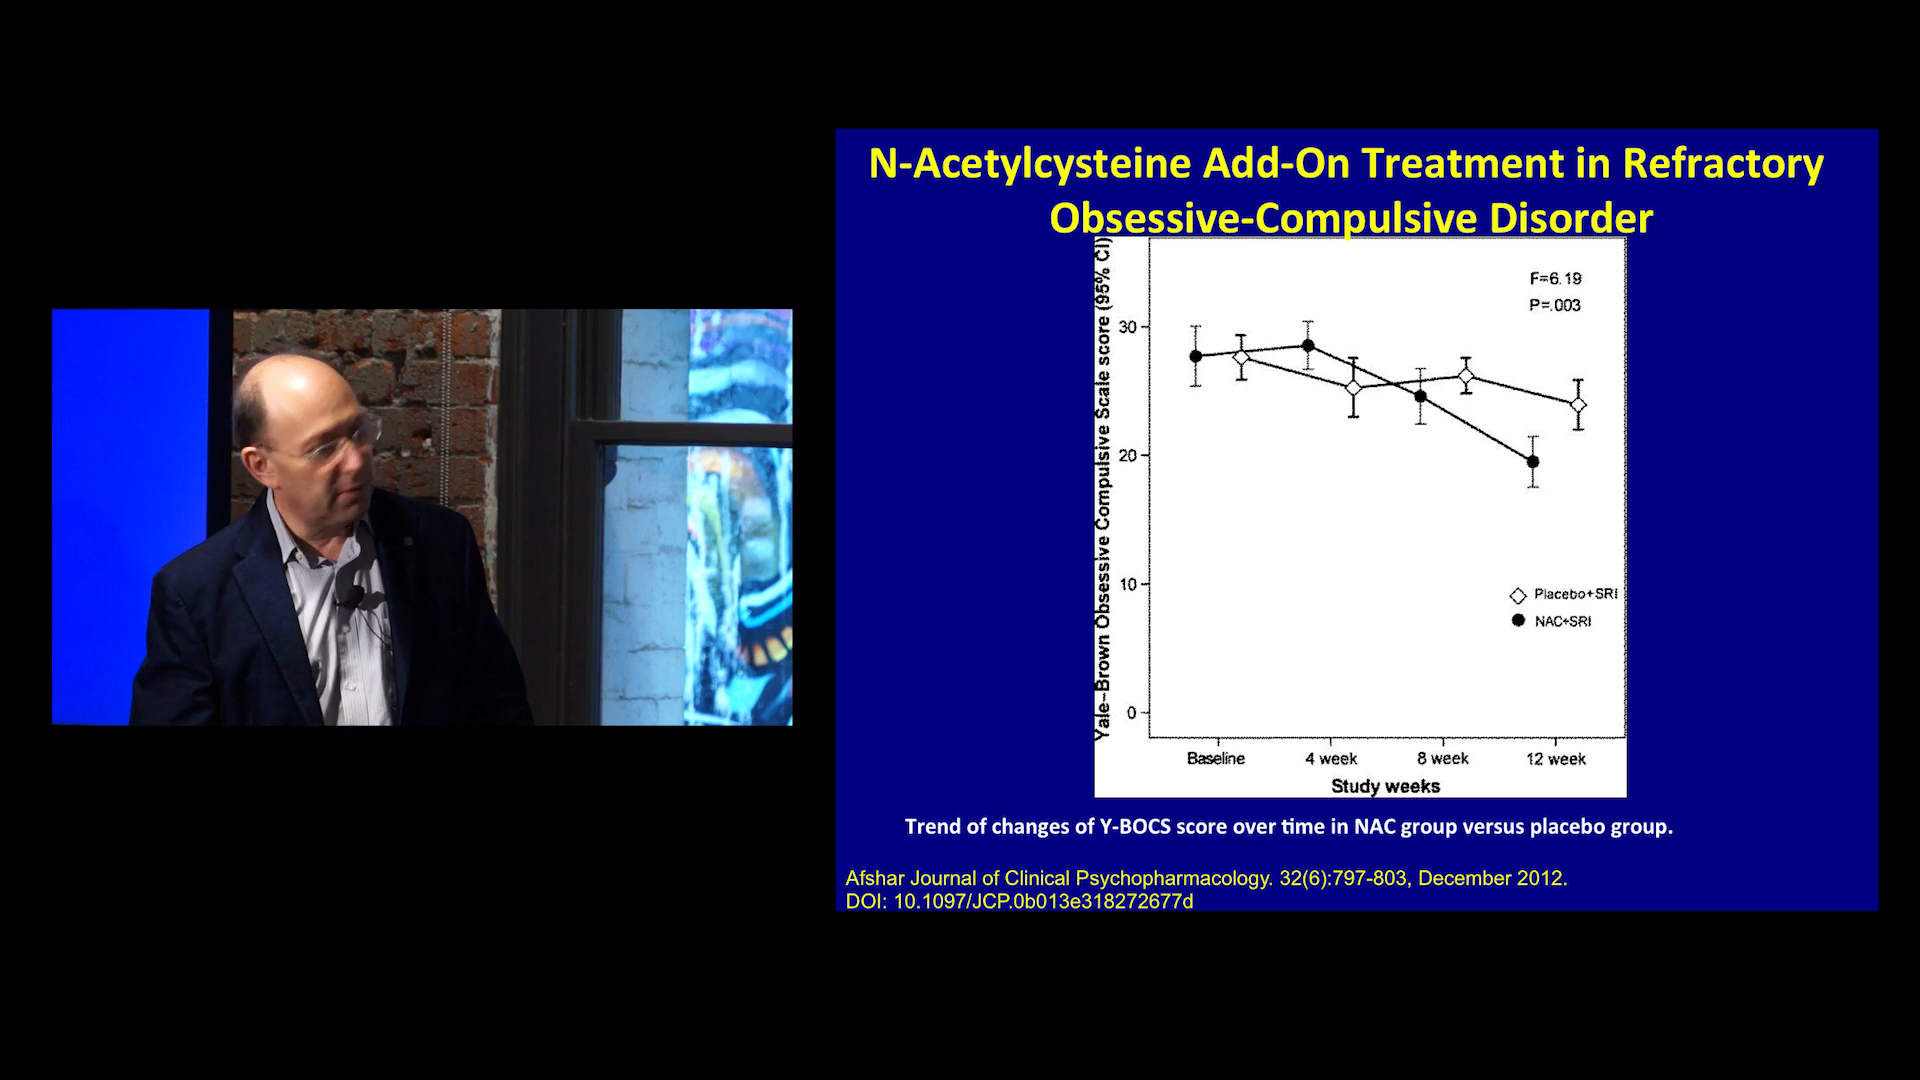 N-Acetylcysteine Add-On Treatment in Refractory
Obsessive-Compulsive Disorder
Yale-Brown Obsessive Compulsive Scale score (95% CI)
F=6.19
P=.003
30
20
10
0
Placebo+SRI
NAC+SRI
Baseline
4 week
8 week
12 week
Study weeks
Trend of changes of Y-BOCS score over time in NAC group versus placebo group.
Afshar Journal of Clinical Psychopharmacology. 32(6):797-803, December 2012.
DOI: 10.1097/JCP.0b013e318272677d